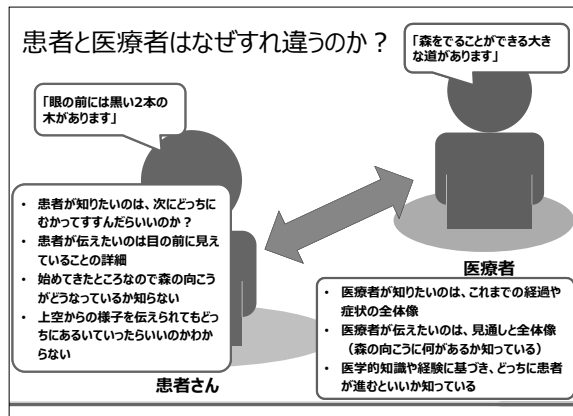 患者と医療者はなぜすれ違うのか？
「森をでることができる大き
な道があります」
「眼の前には黒い2本の
木があります」
• 患者が知りたいのは、次にどっちに
むかってすすんだらいいのか？
• 患者が伝えたいのは目の前に見え
ていることの詳細
• 始めてきたところなので森の向こう
がどうなっているか知らない
• 上空からの様子を伝えられてもどっ
ちにあるいていったらいいのかわか
らない
患者さん
医療者
• 医療者が知りたいのは、これまでの経過や
症状の全体像
• 医療者が伝えたいのは、見通しと全体像
（森の向こうに何があるか知っている）
• 医学的知識や経験に基づき、どっちに患者
が進むといいか知っている